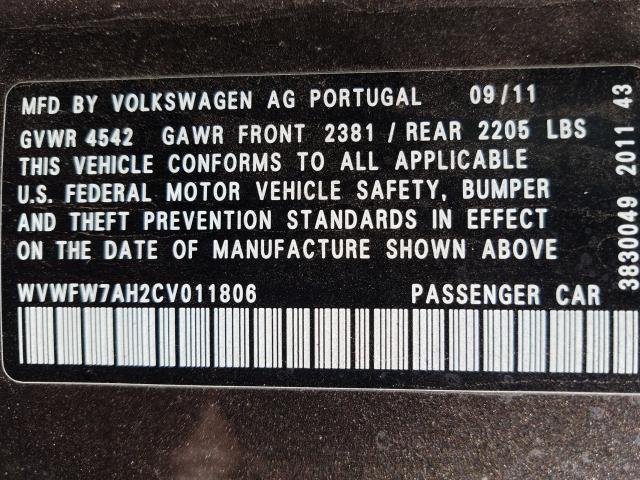 MFD BY VOLKSWAGEN AG PORTUGAL 09/11
GVWR 4542 GAWR FRONT 2381 / REAR 2205 LBS
THIS VEHICLE CONFORMS TO ALL APPLICABLE
U.S. FEDERAL MOTOR VEHICLE SAFETY, BUMPER
AND THEFT PREVENTION STANDARDS IN EFFECT
ON THE DATE OF MANUFACTURE SHOWN ABOVE
WVWFW7AH2CV011806 PASSENGER CAR
3830049 2011 43